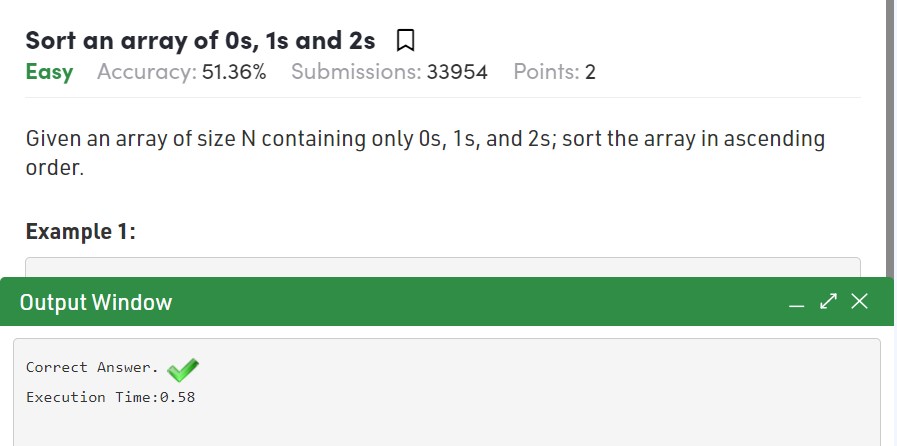 Sort an array of 0s, 1s and 2s
Easy Accuracy: 51.36% Submissions: 33954 Points: 2
Given an array of size N containing only 0s, 1s, and 2s; sort the array in ascending
order.
Example 1:
Output Window
Correct Answer.
Execution Time:0.58